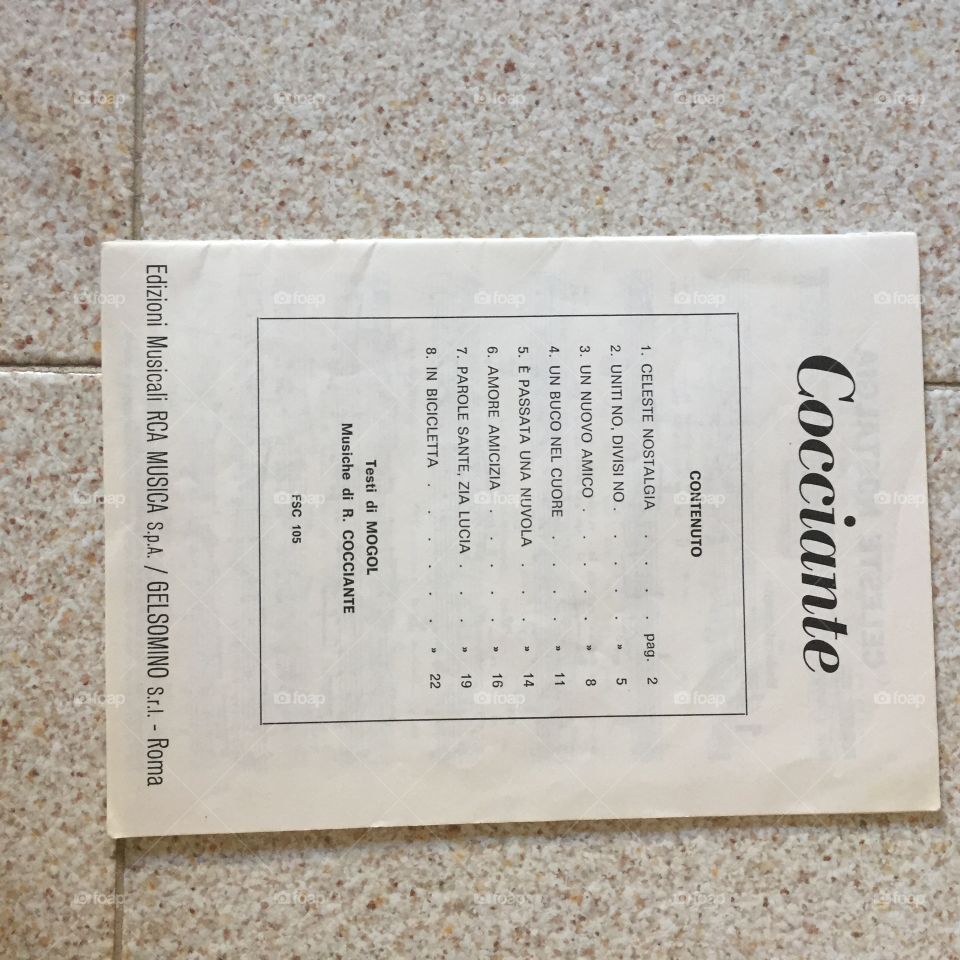 Cocciante
CONTENUTO
1. CELESTE NOSTALGIA . . . . pag. 2
2. UNITI NO, DIVISI NO . . . . . » 5
3. UN NUOVO AMICO . . . . . » 8
4. UN BUCO NEL CUORE . . . . » 11
5. È PASSATA UNA NUVOLA . . . » 14
6. AMORE AMICIZIA . . . . . » 16
7. PAROLE SANTE, ZIA LUCIA . . . » 19
8. IN BICICLETTA . . . . . . » 22
Testi di MOGOL
Musiche di R. COCCIANTE
FSC 105
Edizioni Musicali RCA MUSICA S.p.A. / GELSOMINO S.r.l. - Roma
foap